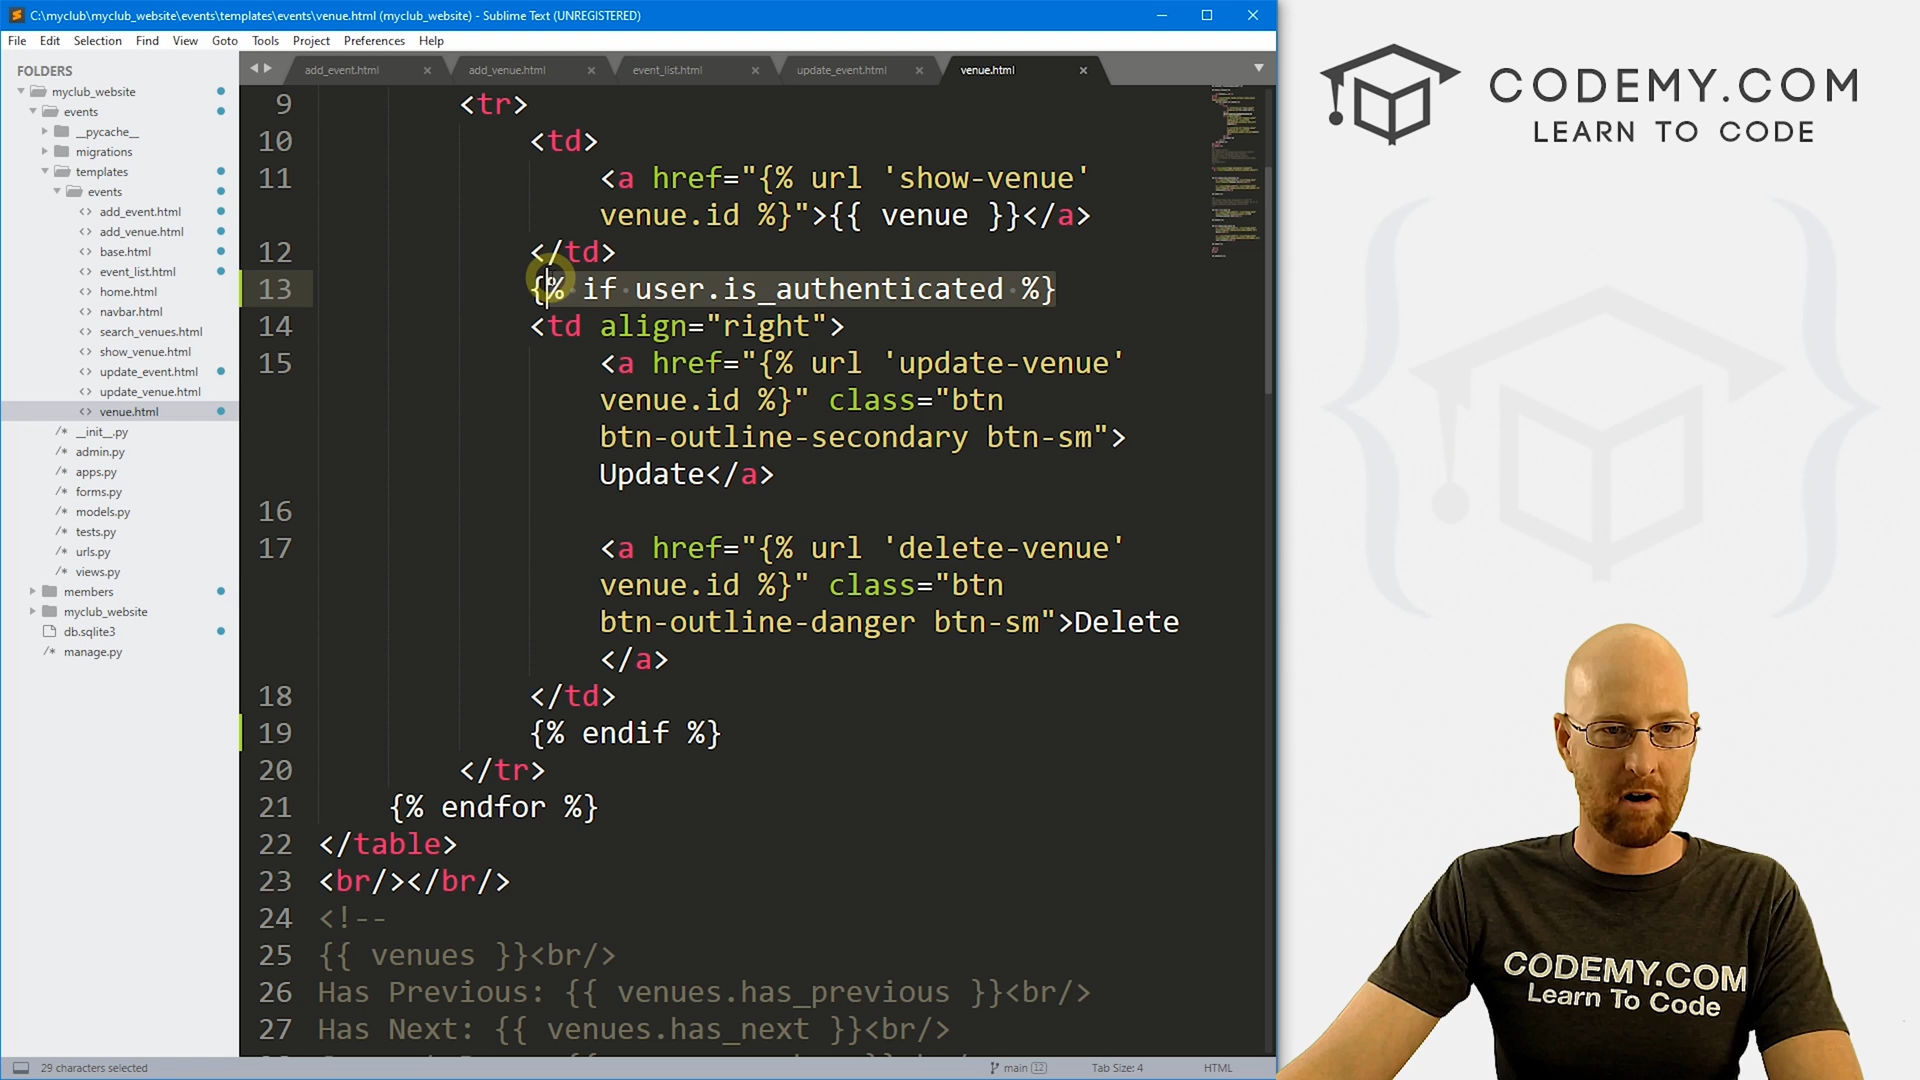 C:\myclub\myclub_website\events\templates\events\venue.html (myclub_website) - Sublime Text (UNREGISTERED)
File Edit Selection Find View Goto Tools Project Preferences Help
FOLDERS
myclub_website
events
__pycache__
migrations
templates
events
add_event.html
add_venue.html
base.html
event_list.html
home.html
navbar.html
search_venues.html
show_venue.html
update_event.html
update_venue.html
venue.html
__init__.py
admin.py
apps.py
forms.py
models.py
tests.py
urls.py
views.py
members
myclub_website
db.sqlite3
manage.py
add_event.html add_venue.html event_list.html update_event.html venue.html
9 <tr>
10 <td>
11 <a href="{% url 'show-venue'
venue.id %}">{{ venue }}</a>
12 </td>
13 {% if user.is_authenticated %}
14 <td align="right">
15 <a href="{% url 'update-venue'
venue.id %}" class="btn
btn-outline-secondary btn-sm">
Update</a>
16
17 <a href="{% url 'delete-venue'
venue.id %}" class="btn
btn-outline-danger btn-sm">Delete
</a>
18 </td>
19 {% endif %}
20 </tr>
21 {% endfor %}
22 </table>
23 <br/></br/>
24 <!--
25 {{ venues }}<br/>
26 Has Previous: {{ venues.has_previous }}<br/>
27 Has Next: {{ venues.has_next }}<br/>
29 characters selected main 12 Tab Size: 4 HTML
CODEMY.COM
LEARN TO CODE
CODEMY.COM
Learn To Code